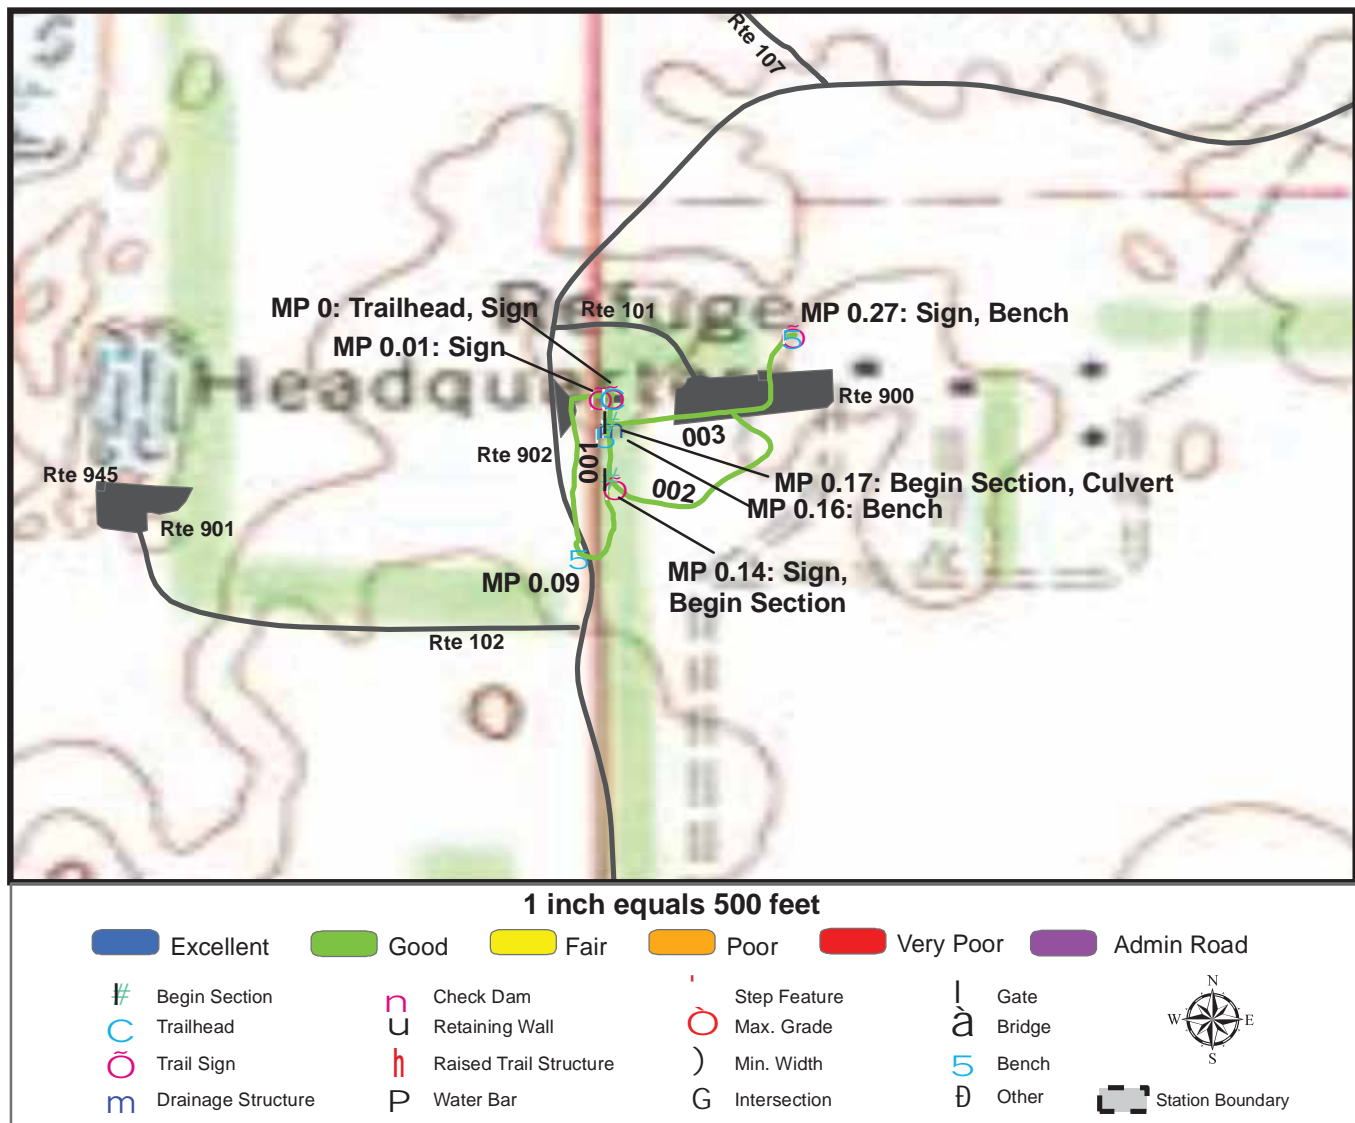 Rte 107
Refuge
Headquarters
MP 0: Trailhead, Sign
Rte 101
MP 0.27: Sign, Bench
MP 0.01: Sign
Rte 900
003
Rte 902
001
002
Rte 945
MP 0.17: Begin Section, Culvert
MP 0.16: Bench
Rte 901
MP 0.09
MP 0.14: Sign,
Begin Section
Rte 102
1 inch equals 500 feet
Excellent
Good
Fair
Poor
Very Poor
Admin Road
# Begin Section
C Trailhead
Õ Trail Sign
m Drainage Structure
n Check Dam
u Retaining Wall
h Raised Trail Structure
P Water Bar
' Step Feature
Ò Max. Grade
) Min. Width
G Intersection
l Gate
à Bridge
5 Bench
Đ Other
N
W E
S
Station Boundary